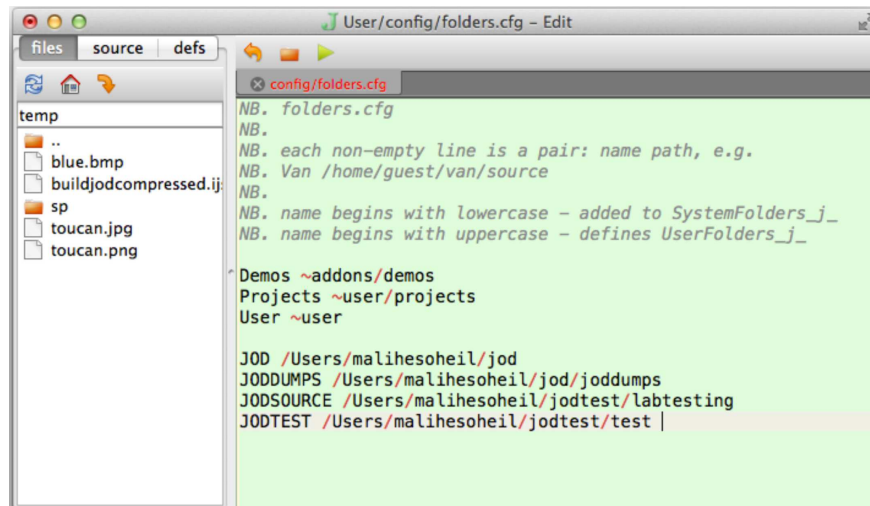 User/config/folders.cfg – Edit
files source defs
temp
..
blue.bmp
buildjodcompressed.ij
sp
toucan.jpg
toucan.png
config/folders.cfg
NB. folders.cfg
NB.
NB. each non-empty line is a pair: name path, e.g.
NB. Van /home/guest/van/source
NB.
NB. name begins with lowercase - added to SystemFolders_j_
NB. name begins with uppercase - defines UserFolders_j_
Demos ~addons/demos
Projects ~user/projects
User ~user
JOD /Users/malihesoheil/jod
JODDUMPS /Users/malihesoheil/jod/joddumps
JODSOURCE /Users/malihesoheil/jodtest/labtesting
JODTEST /Users/malihesoheil/jodtest/test